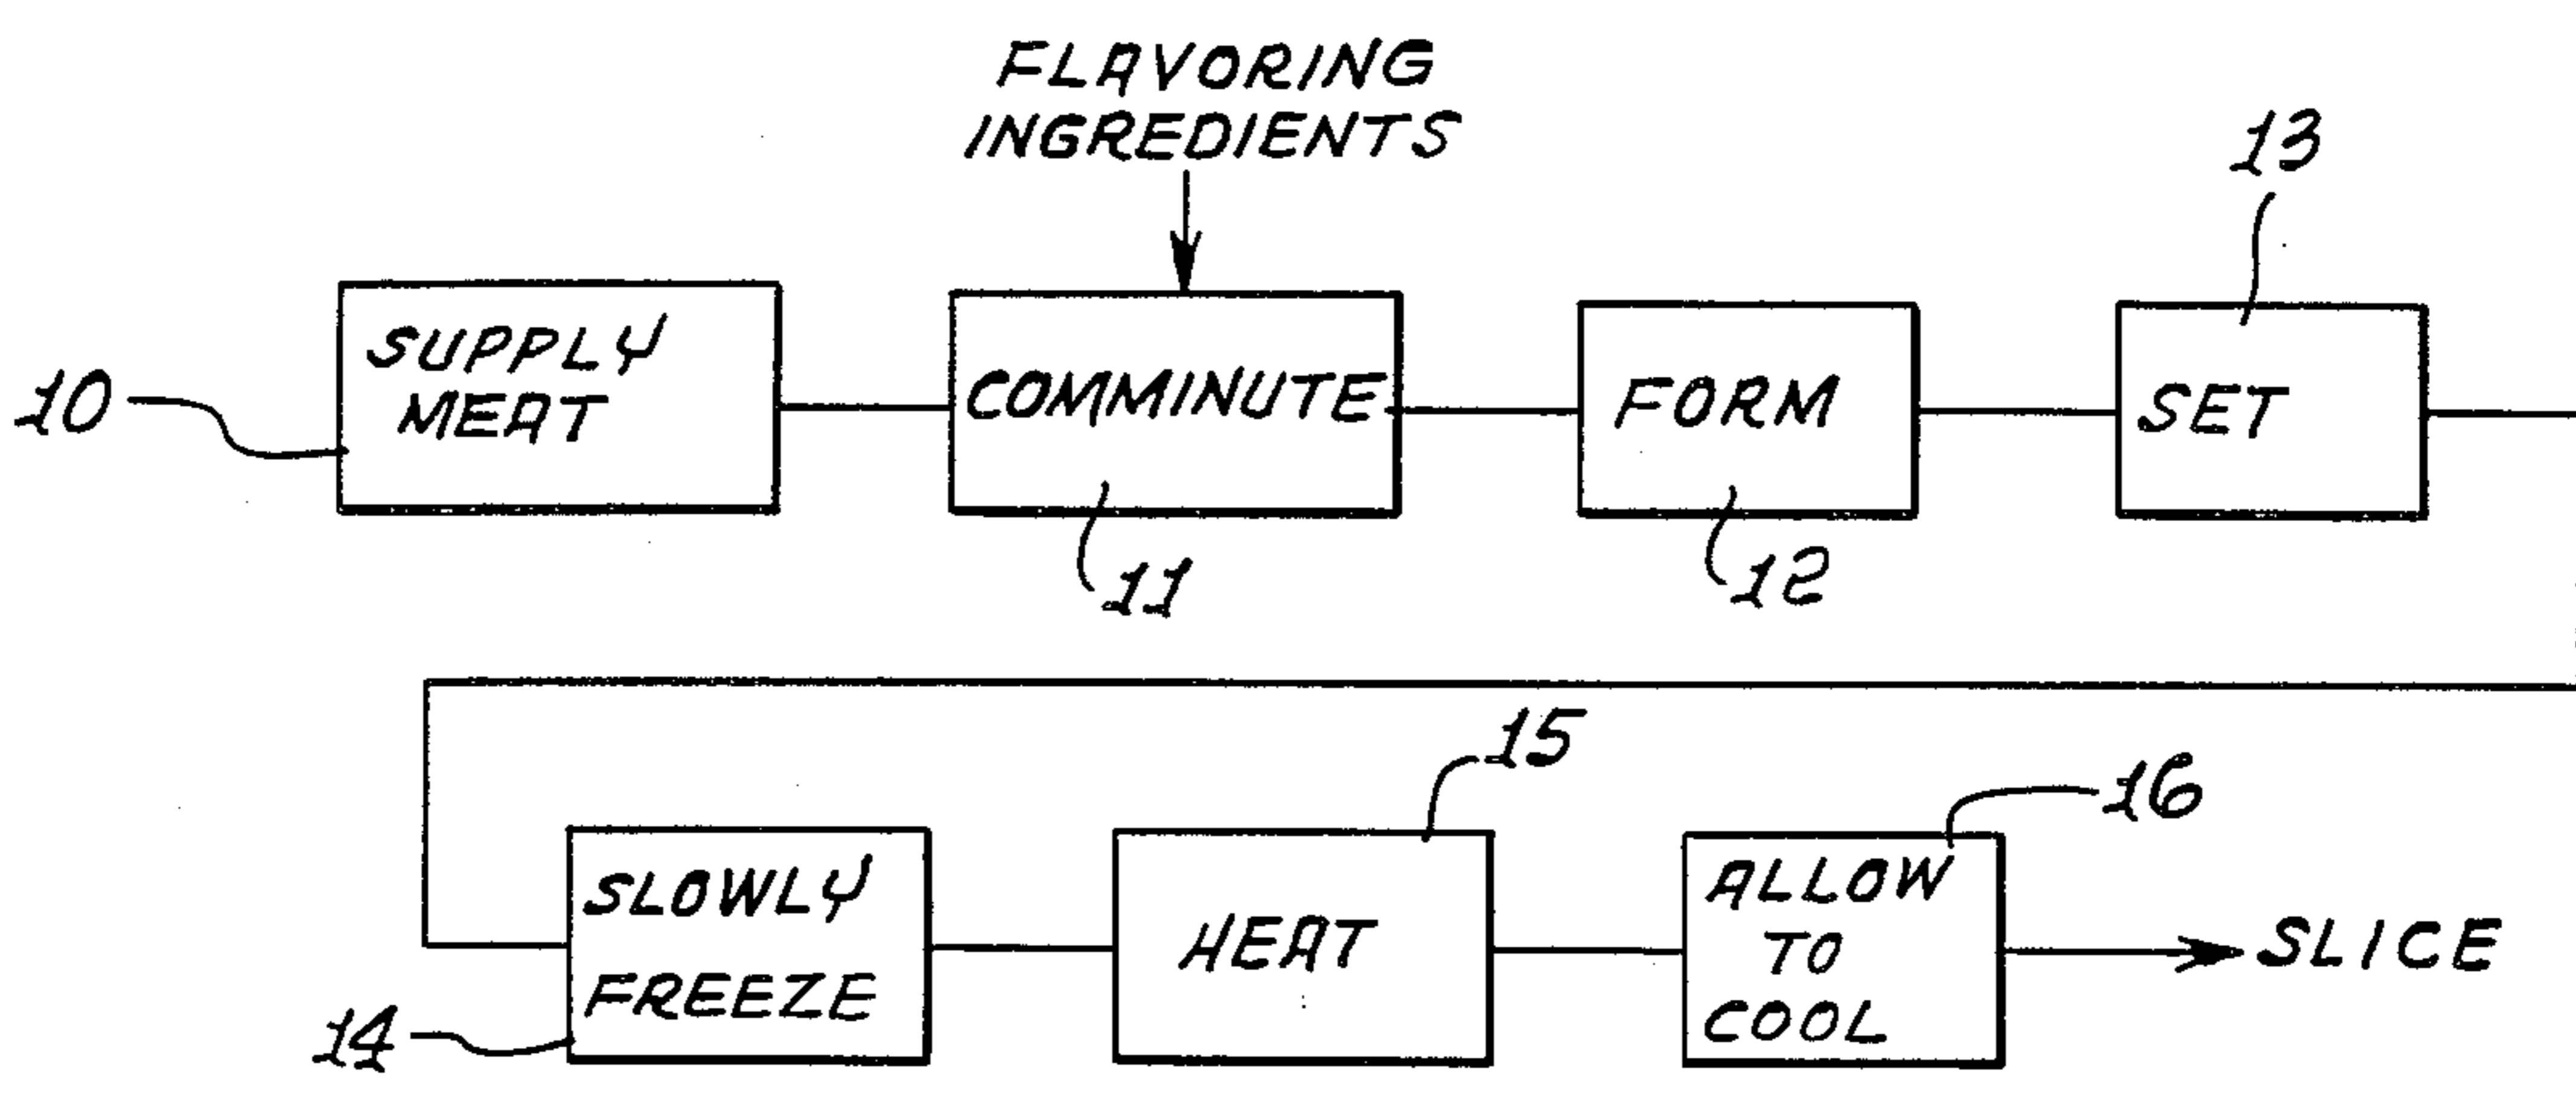 FLAVORING
INGREDIENTS
13
SUPPLY
MEAT
10
COMMINUTE
FORM
SET
11
12
15
16
SLOWLY
FREEZE
14
HEAT
ALLOW
TO
COOL
SLICE